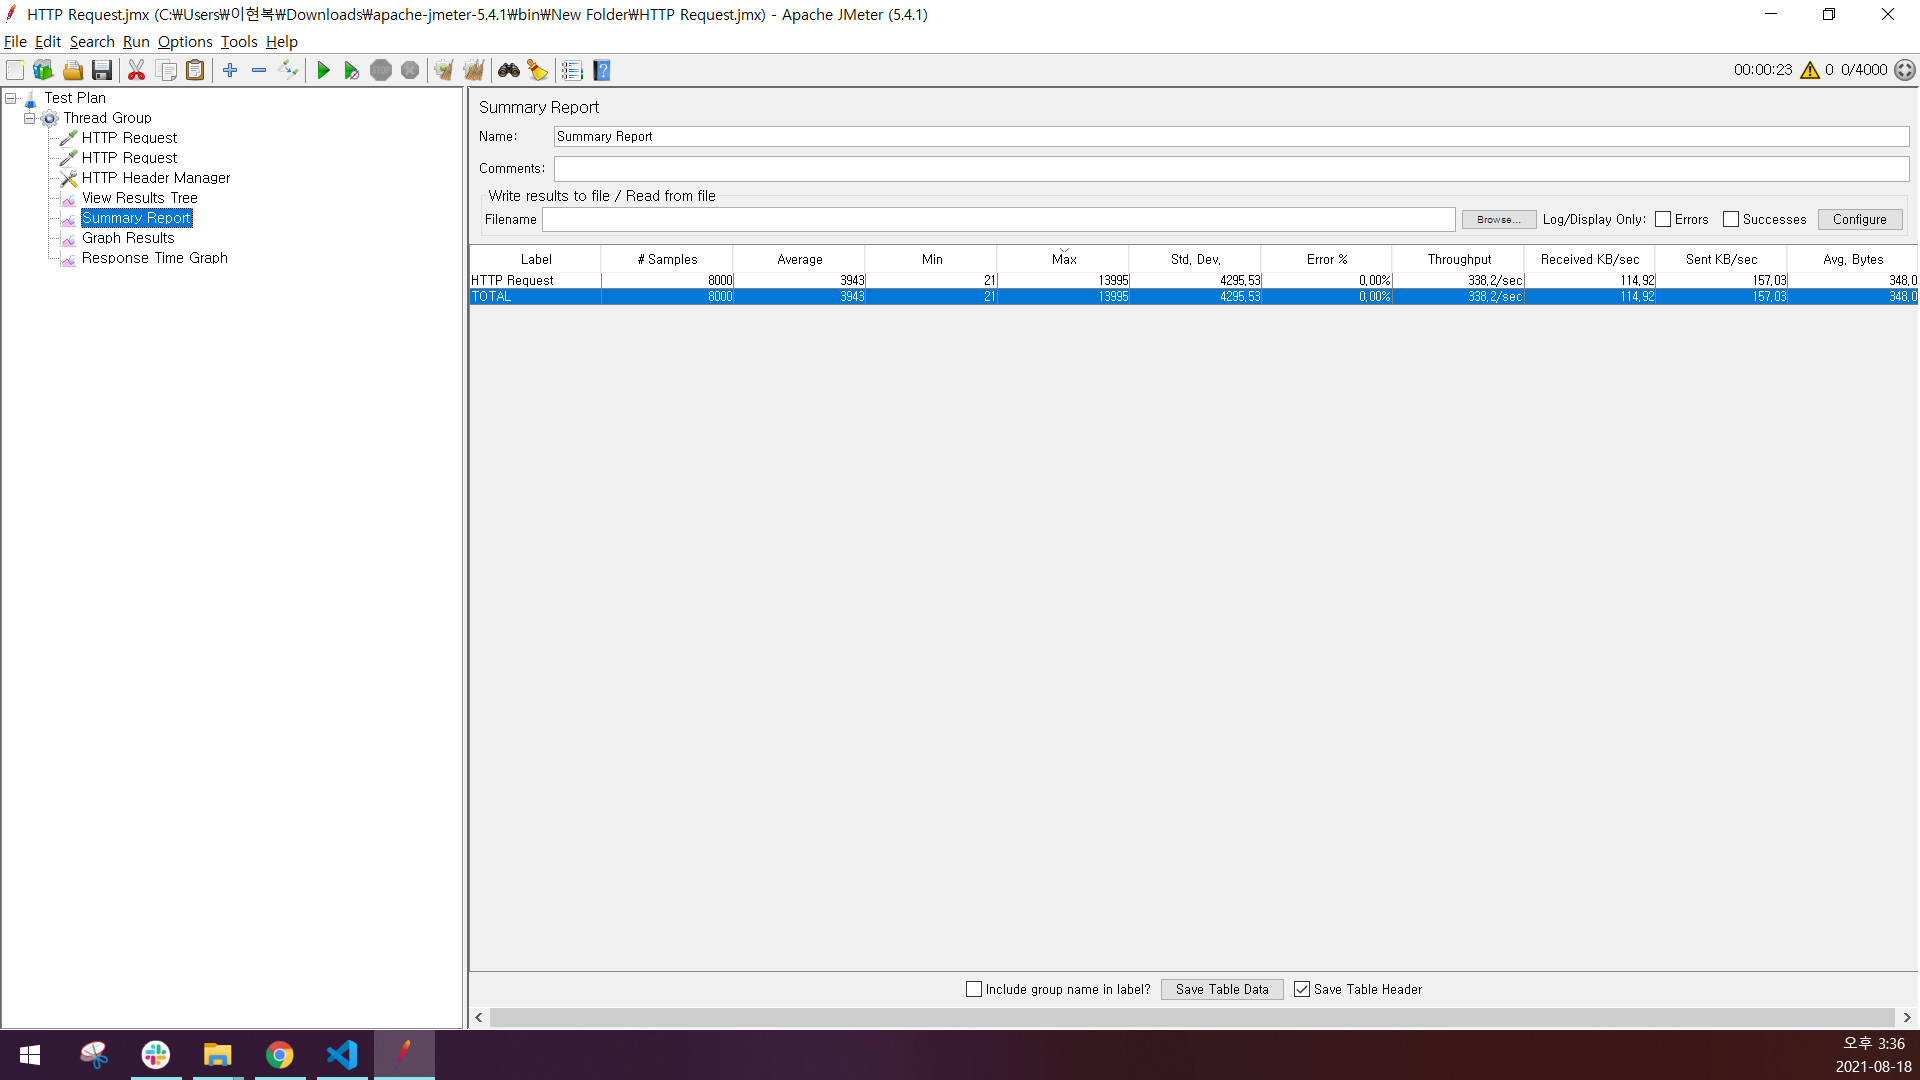 HTTP Request.jmx (C:₩Users₩이현복₩Downloads₩apache-jmeter-5.4.1₩bin₩New Folder₩HTTP Request.jmx) - Apache JMeter (5.4.1)
File Edit Search Run Options Tools Help
STOP 00:00:23 0 0/4000
Test Plan
Thread Group
HTTP Request
HTTP Request
HTTP Header Manager
View Results Tree
Summary Report
Graph Results
Response Time Graph
Summary Report
Name: Summary Report
Comments:
Write results to file / Read from file
Filename Browse... Log/Display Only: Errors Successes Configure
Label # Samples Average Min Max Std. Dev. Error % Throughput Received KB/sec Sent KB/sec Avg. Bytes
HTTP Request 8000 3943 21 13995 4295.53 0.00% 338.2/sec 114.92 157.03 348.0
TOTAL 8000 3943 21 13995 4295.53 0.00% 338.2/sec 114.92 157.03 348.0
Include group name in label? Save Table Data Save Table Header
오후 3:36
2021-08-18